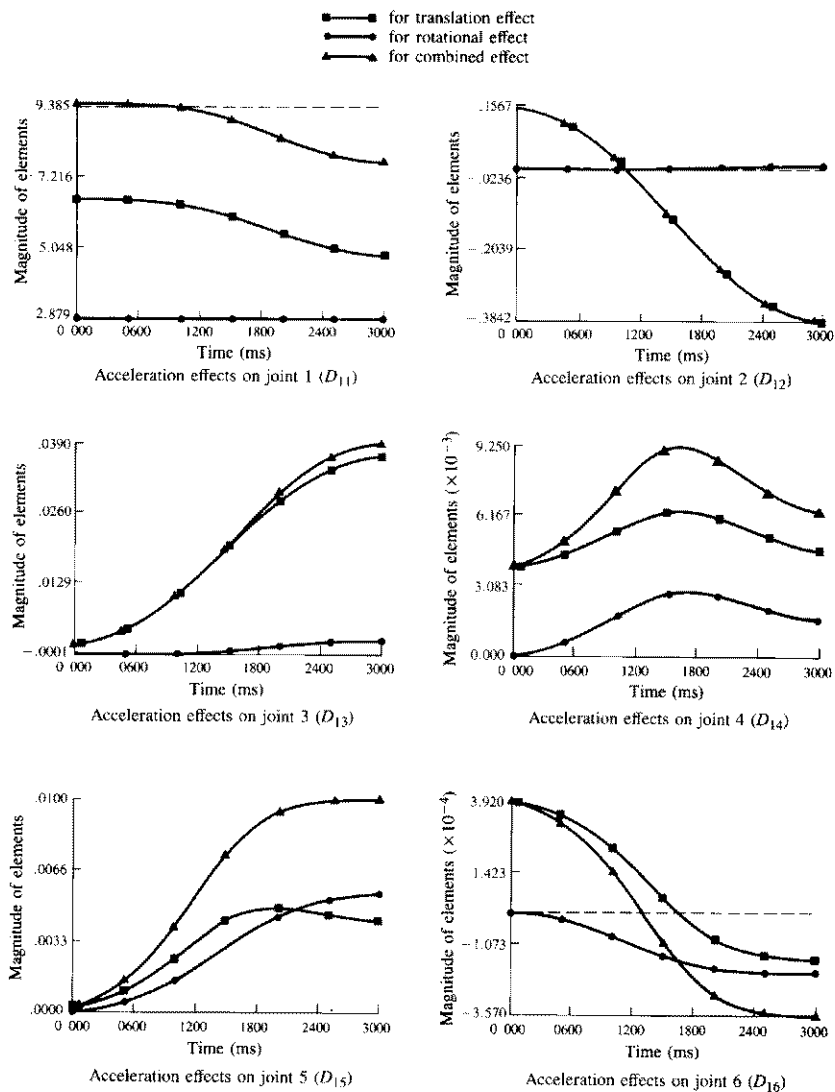 for translation effect
for rotational effect
for combined effect
Magnitude of elements
9.385
7.216
5.048
2.879
0 000 0600 1200 1800 2400 3000
Time (ms)
Acceleration effects on joint 1 (D11)
Magnitude of elements
.1567
-.0236
-.2039
-.3842
0 000 0600 1200 1800 2400 3000
Time (ms)
Acceleration effects on joint 2 (D12)
Magnitude of elements
.0390
.0260
.0129
-.0001
0 000 0600 1200 1800 2400 3000
Time (ms)
Acceleration effects on joint 3 (D13)
Magnitude of elements (×10−3)
9.250
6.167
3.083
0.000
0 000 0600 1200 1800 2400 3000
Time (ms)
Acceleration effects on joint 4 (D14)
Magnitude of elements
.0100
.0066
.0033
.0000
0 000 0600 1200 1800 2400 3000
Time (ms)
Acceleration effects on joint 5 (D15)
Magnitude of elements (×10−4)
3.920
1.423
-1.073
-3.570
0 000 0600 1200 1800 2400 3000
Time (ms)
Acceleration effects on joint 6 (D16)